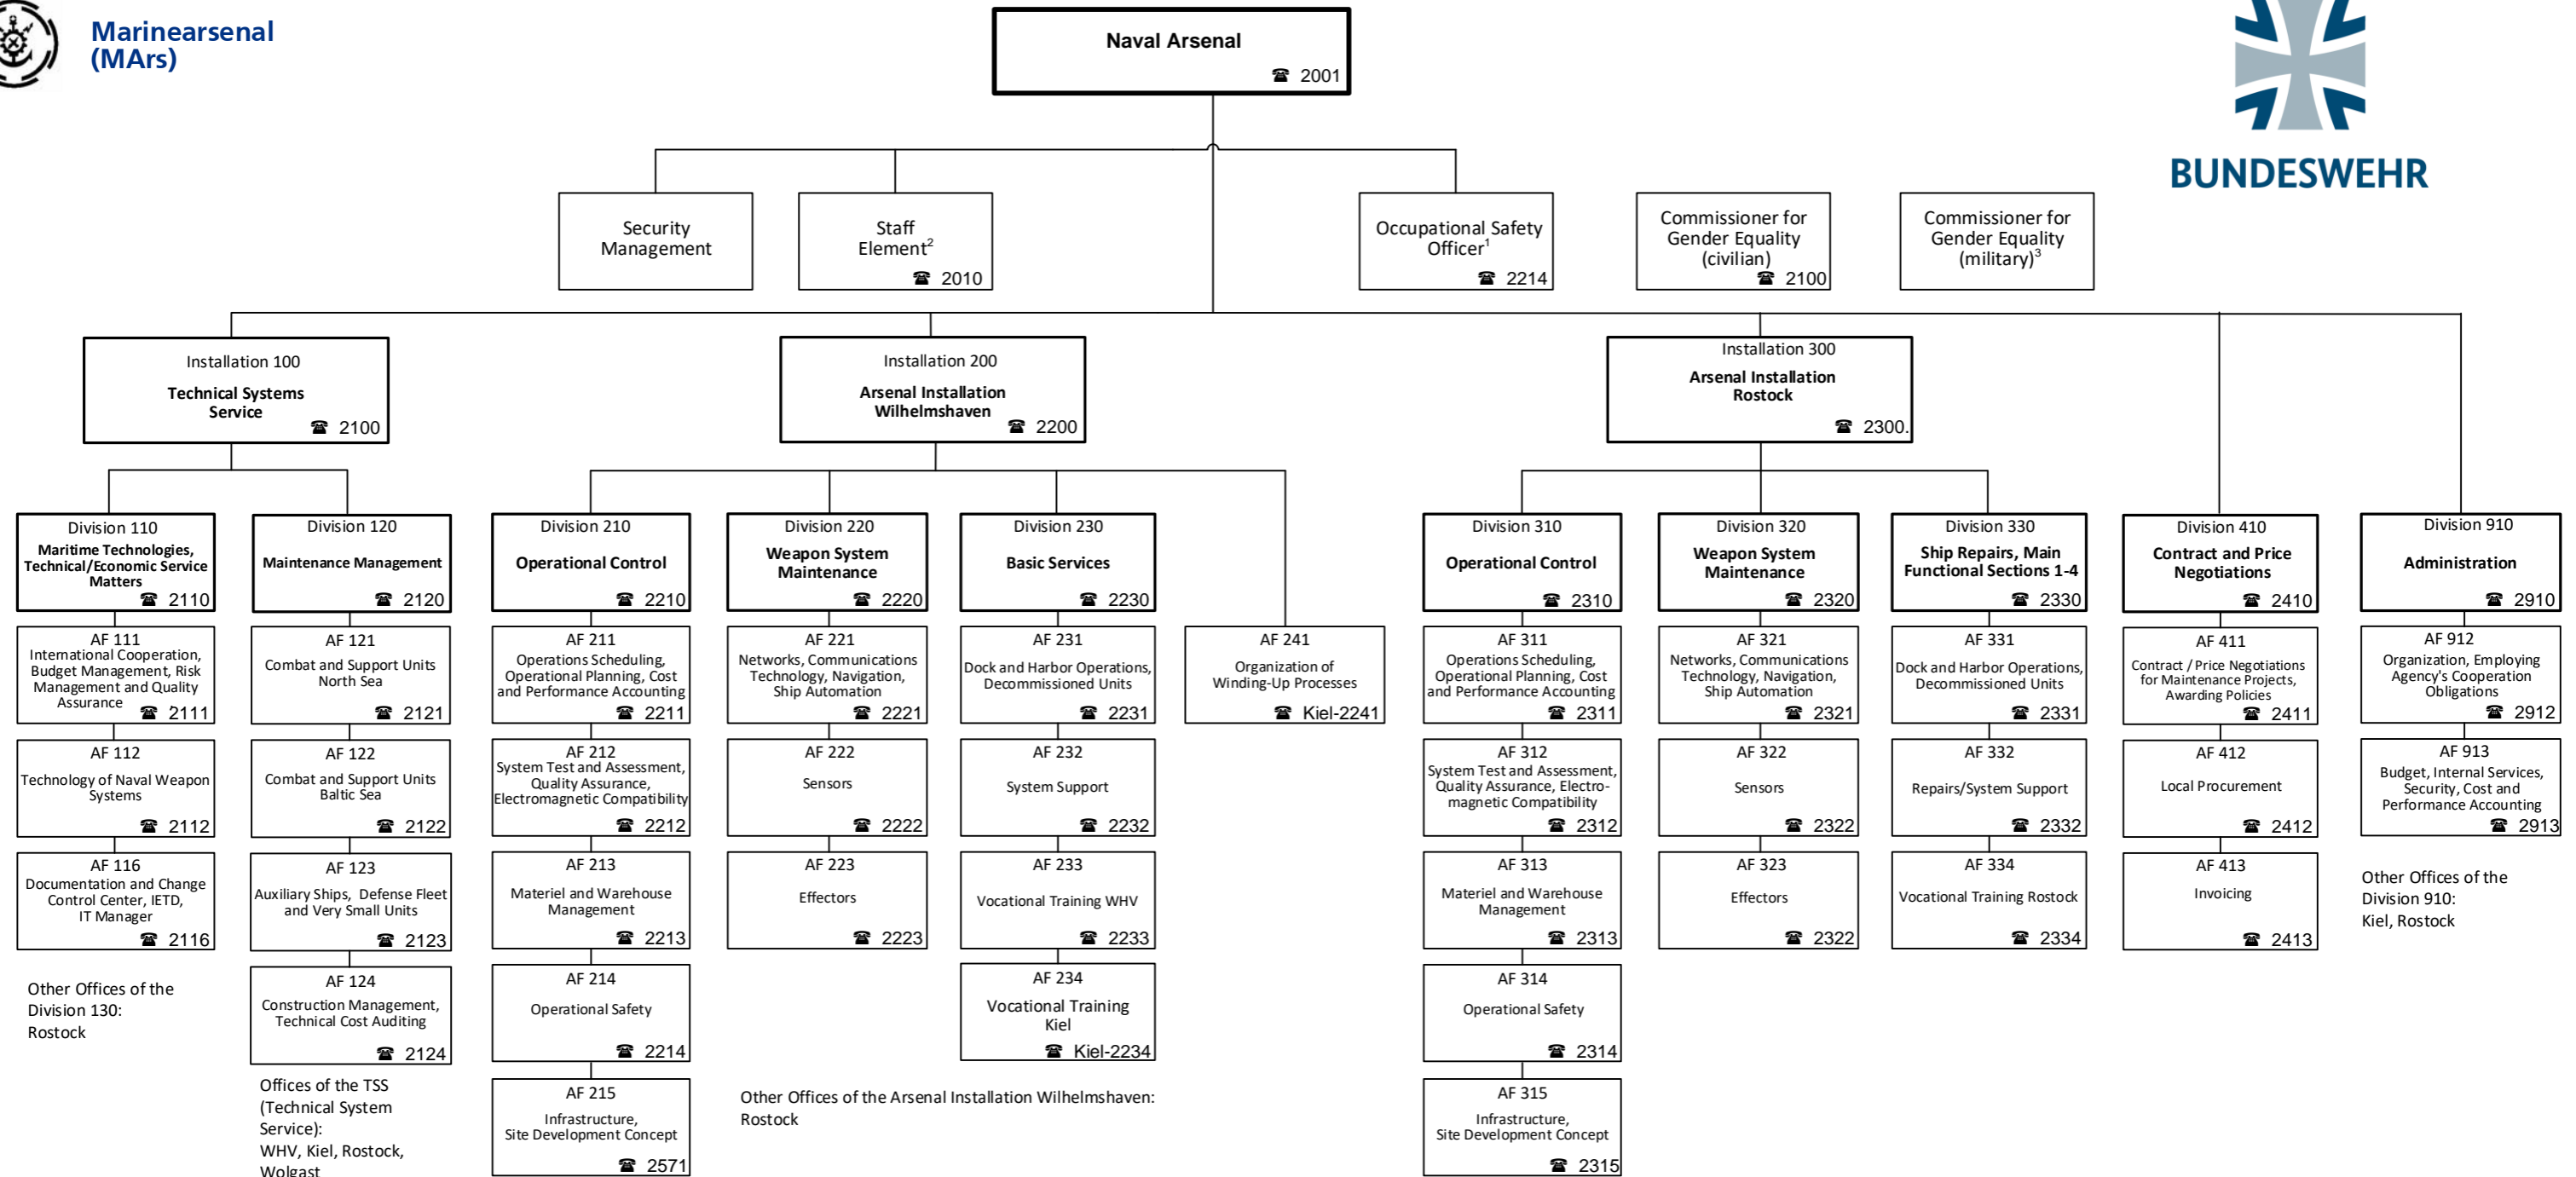 Marinearsenal
(MArs)
Naval Arsenal
☎ 2001
BUNDESWEHR
Security
Management
Staff
Element²
☎ 2010
Occupational Safety
Officer¹
☎ 2214
Commissioner for
Gender Equality
(civilian)
☎ 2100
Commissioner for
Gender Equality
(military)³
Installation 100
Technical Systems
Service
☎ 2100
Installation 200
Arsenal Installation
Wilhelmshaven
☎ 2200
Installation 300
Arsenal Installation
Rostock
☎ 2300.
Division 110
Maritime Technologies,
Technical/Economic Service
Matters
☎ 2110
AF 111
International Cooperation,
Budget Management, Risk
Management and Quality
Assurance
☎ 2111
AF 112
Technology of Naval Weapon
Systems
☎ 2112
AF 116
Documentation and Change
Control Center, IETD,
IT Manager
☎ 2116
Other Offices of the
Division 130:
Rostock
Division 120
Maintenance Management
☎ 2120
AF 121
Combat and Support Units
North Sea
☎ 2121
AF 122
Combat and Support Units
Baltic Sea
☎ 2122
AF 123
Auxiliary Ships, Defense Fleet
and Very Small Units
☎ 2123
AF 124
Construction Management,
Technical Cost Auditing
☎ 2124
Offices of the TSS
(Technical System
Service):
WHV, Kiel, Rostock,
Wolgast
Division 210
Operational Control
☎ 2210
AF 211
Operations Scheduling,
Operational Planning, Cost
and Performance Accounting
☎ 2211
AF 212
System Test and Assessment,
Quality Assurance,
Electromagnetic Compatibility
☎ 2212
AF 213
Materiel and Warehouse
Management
☎ 2213
AF 214
Operational Safety
☎ 2214
AF 215
Infrastructure,
Site Development Concept
☎ 2571
Division 220
Weapon System
Maintenance
☎ 2220
AF 221
Networks, Communications
Technology, Navigation,
Ship Automation
☎ 2221
AF 222
Sensors
☎ 2222
AF 223
Effectors
☎ 2223
Division 230
Basic Services
☎ 2230
AF 231
Dock and Harbor Operations,
Decommissioned Units
☎ 2231
AF 232
System Support
☎ 2232
AF 233
Vocational Training WHV
☎ 2233
AF 234
Vocational Training
Kiel
☎ Kiel-2234
Other Offices of the Arsenal Installation Wilhelmshaven:
Rostock
AF 241
Organization of
Winding-Up Processes
☎ Kiel-2241
Division 310
Operational Control
☎ 2310
AF 311
Operations Scheduling,
Operational Planning, Cost
and Performance Accounting
☎ 2311
AF 312
System Test and Assessment,
Quality Assurance, Electro-
magnetic Compatibility
☎ 2312
AF 313
Materiel and Warehouse
Management
☎ 2313
AF 314
Operational Safety
☎ 2314
AF 315
Infrastructure,
Site Development Concept
☎ 2315
Division 320
Weapon System
Maintenance
☎ 2320
AF 321
Networks, Communications
Technology, Navigation,
Ship Automation
☎ 2321
AF 322
Sensors
☎ 2322
AF 323
Effectors
☎ 2322
Division 330
Ship Repairs, Main
Functional Sections 1-4
☎ 2330
AF 331
Dock and Harbor Operations,
Decommissioned Units
☎ 2331
AF 332
Repairs/System Support
☎ 2332
AF 334
Vocational Training Rostock
☎ 2334
Division 410
Contract and Price
Negotiations
☎ 2410
AF 411
Contract / Price Negotiations
for Maintenance Projects,
Awarding Policies
☎ 2411
AF 412
Local Procurement
☎ 2412
AF 413
Invoicing
☎ 2413
Division 910
Administration
☎ 2910
AF 912
Organization, Employing
Agency's Cooperation
Obligations
☎ 2912
AF 913
Budget, Internal Services,
Security, Cost and
Performance Accounting
☎ 2913
Other Offices of the
Division 910:
Kiel, Rostock